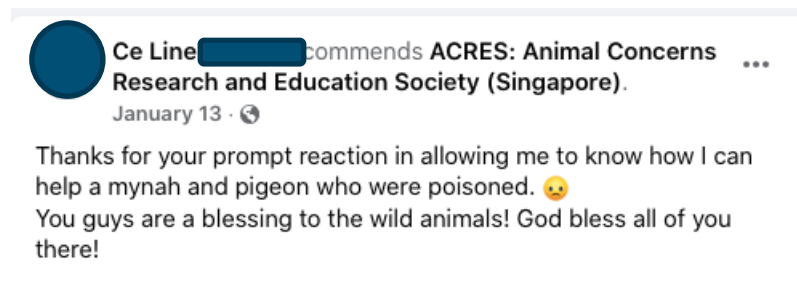 Ce Line commends ACRES: Animal Concerns
Research and Education Society (Singapore).
January 13 ·
Thanks for your prompt reaction in allowing me to know how I can
help a mynah and pigeon who were poisoned. 😞
You guys are a blessing to the wild animals! God bless all of you
there!